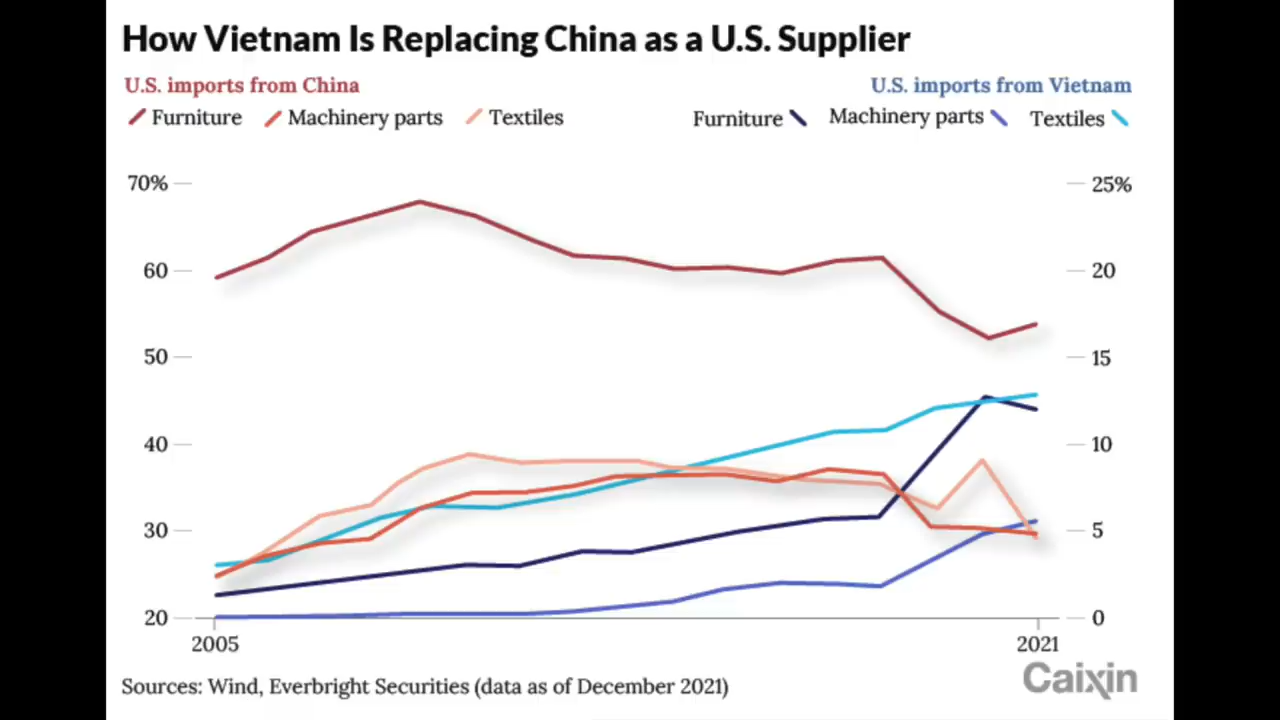 How Vietnam Is Replacing China as a U.S. Supplier
U.S. imports from China
U.S. imports from Vietnam
Furniture Machinery parts Textiles
Furniture Machinery parts Textiles
70% 25%
60 20
50 15
40 10
30 5
20 0
2005 2021
Sources: Wind, Everbright Securities (data as of December 2021)
Caixin